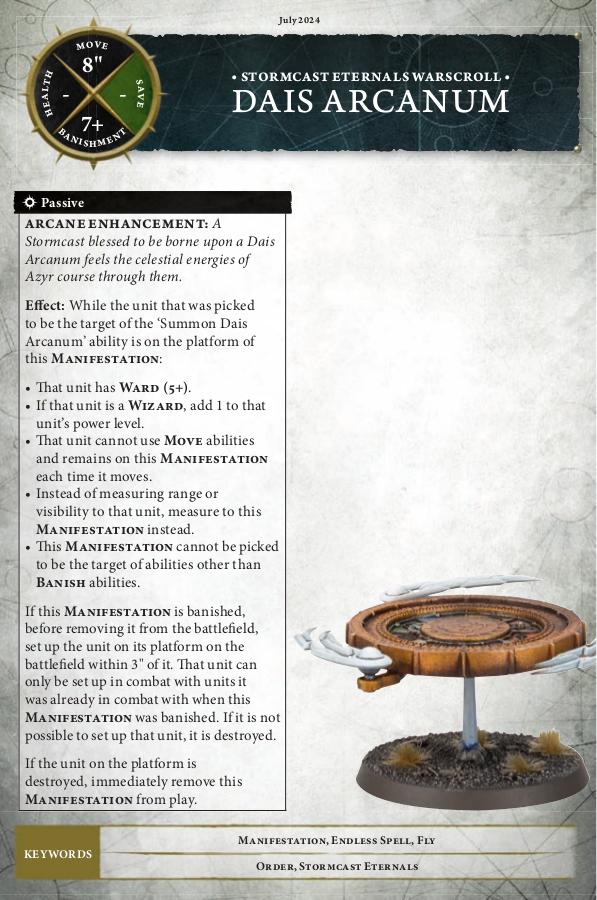 July 2024
MOVE
8"
HEALTH
-
-
SAVE
7+
BANISHMENT
• STORMCAST ETERNALS WARSCROLL •
DAIS ARCANUM
Passive
ARCANE ENHANCEMENT: A
Stormcast blessed to be borne upon a Dais
Arcanum feels the celestial energies of
Azyr course through them.
Effect: While the unit that was picked
to be the target of the ‘Summon Dais
Arcanum’ ability is on the platform of
this MANIFESTATION:
• That unit has WARD (5+).
• If that unit is a WIZARD, add 1 to that
unit’s power level.
• That unit cannot use MOVE abilities
and remains on this MANIFESTATION
each time it moves.
• Instead of measuring range or
visibility to that unit, measure to this
MANIFESTATION instead.
• This MANIFESTATION cannot be picked
to be the target of abilities other than
BANISH abilities.
If this MANIFESTATION is banished,
before removing it from the battlefield,
set up the unit on its platform on the
battlefield within 3" of it. That unit can
only be set up in combat with units it
was already in combat with when this
MANIFESTATION was banished. If it is not
possible to set up that unit, it is destroyed.
If the unit on the platform is
destroyed, immediately remove this
MANIFESTATION from play.
KEYWORDS
MANIFESTATION, ENDLESS SPELL, FLY
ORDER, STORMCAST ETERNALS